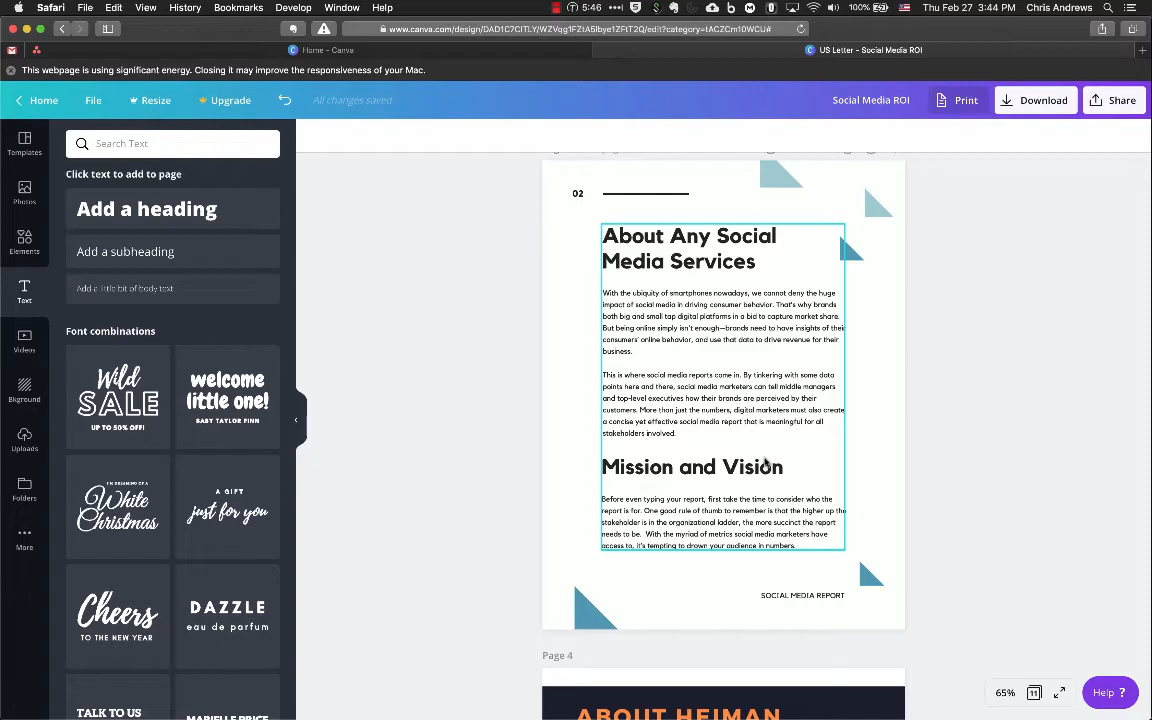 Safari File Edit View History Bookmarks Develop Window Help 5:46 100% Thu Feb 27 3:44 PM Chris Andrews
Home – Canva
US Letter - Social Media ROI
This webpage is using significant energy. Closing it may improve the responsiveness of your Mac.
Home File Resize Upgrade All changes saved Social Media ROI Print Download Share
Templates
Photos
Elements
Text
Videos
Bkground
Uploads
Folders
More
Search Text
Click text to add to page
Add a heading
Add a subheading
Add a little bit of body text
Font combinations
Wild
SALE
UP TO 50% OFF!
welcome
little one!
BABY TAYLOR FINN
I'M DREAMING OF A
White
Christmas
A GIFT
just for you
Cheers
TO THE NEW YEAR
DAZZLE
eau de parfum
TALK TO US
MARIELLE PRICE
02
About Any Social
Media Services
With the ubiquity of smartphones nowadays, we cannot deny the huge
impact of social media in driving consumer behavior. That's why brands
both big and small tap digital platforms in a bid to capture market share.
But being online simply isn't enough—brands need to have insights of their
consumers' online behavior, and use that data to drive revenue for their
business.
This is where social media reports come in. By tinkering with some data
points here and there, social media marketers can tell middle managers
and top-level executives how their brands are perceived by their
customers. More than just the numbers, digital marketers must also create
a concise yet effective social media report that is meaningful for all
stakeholders involved.
Mission and Vision
Before even typing your report, first take the time to consider who the
report is for. One good rule of thumb to remember is that the higher up the
stakeholder is in the organizational ladder, the more succinct the report
needs to be. With the myriad of metrics social media marketers have
access to, it's tempting to drown your audience in numbers.
SOCIAL MEDIA REPORT
Page 4
ABOUT HEIMAN
65% 11 Help ?